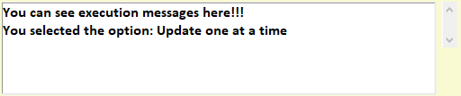 You can see execution messages here!!!
You selected the option: Update one at a time